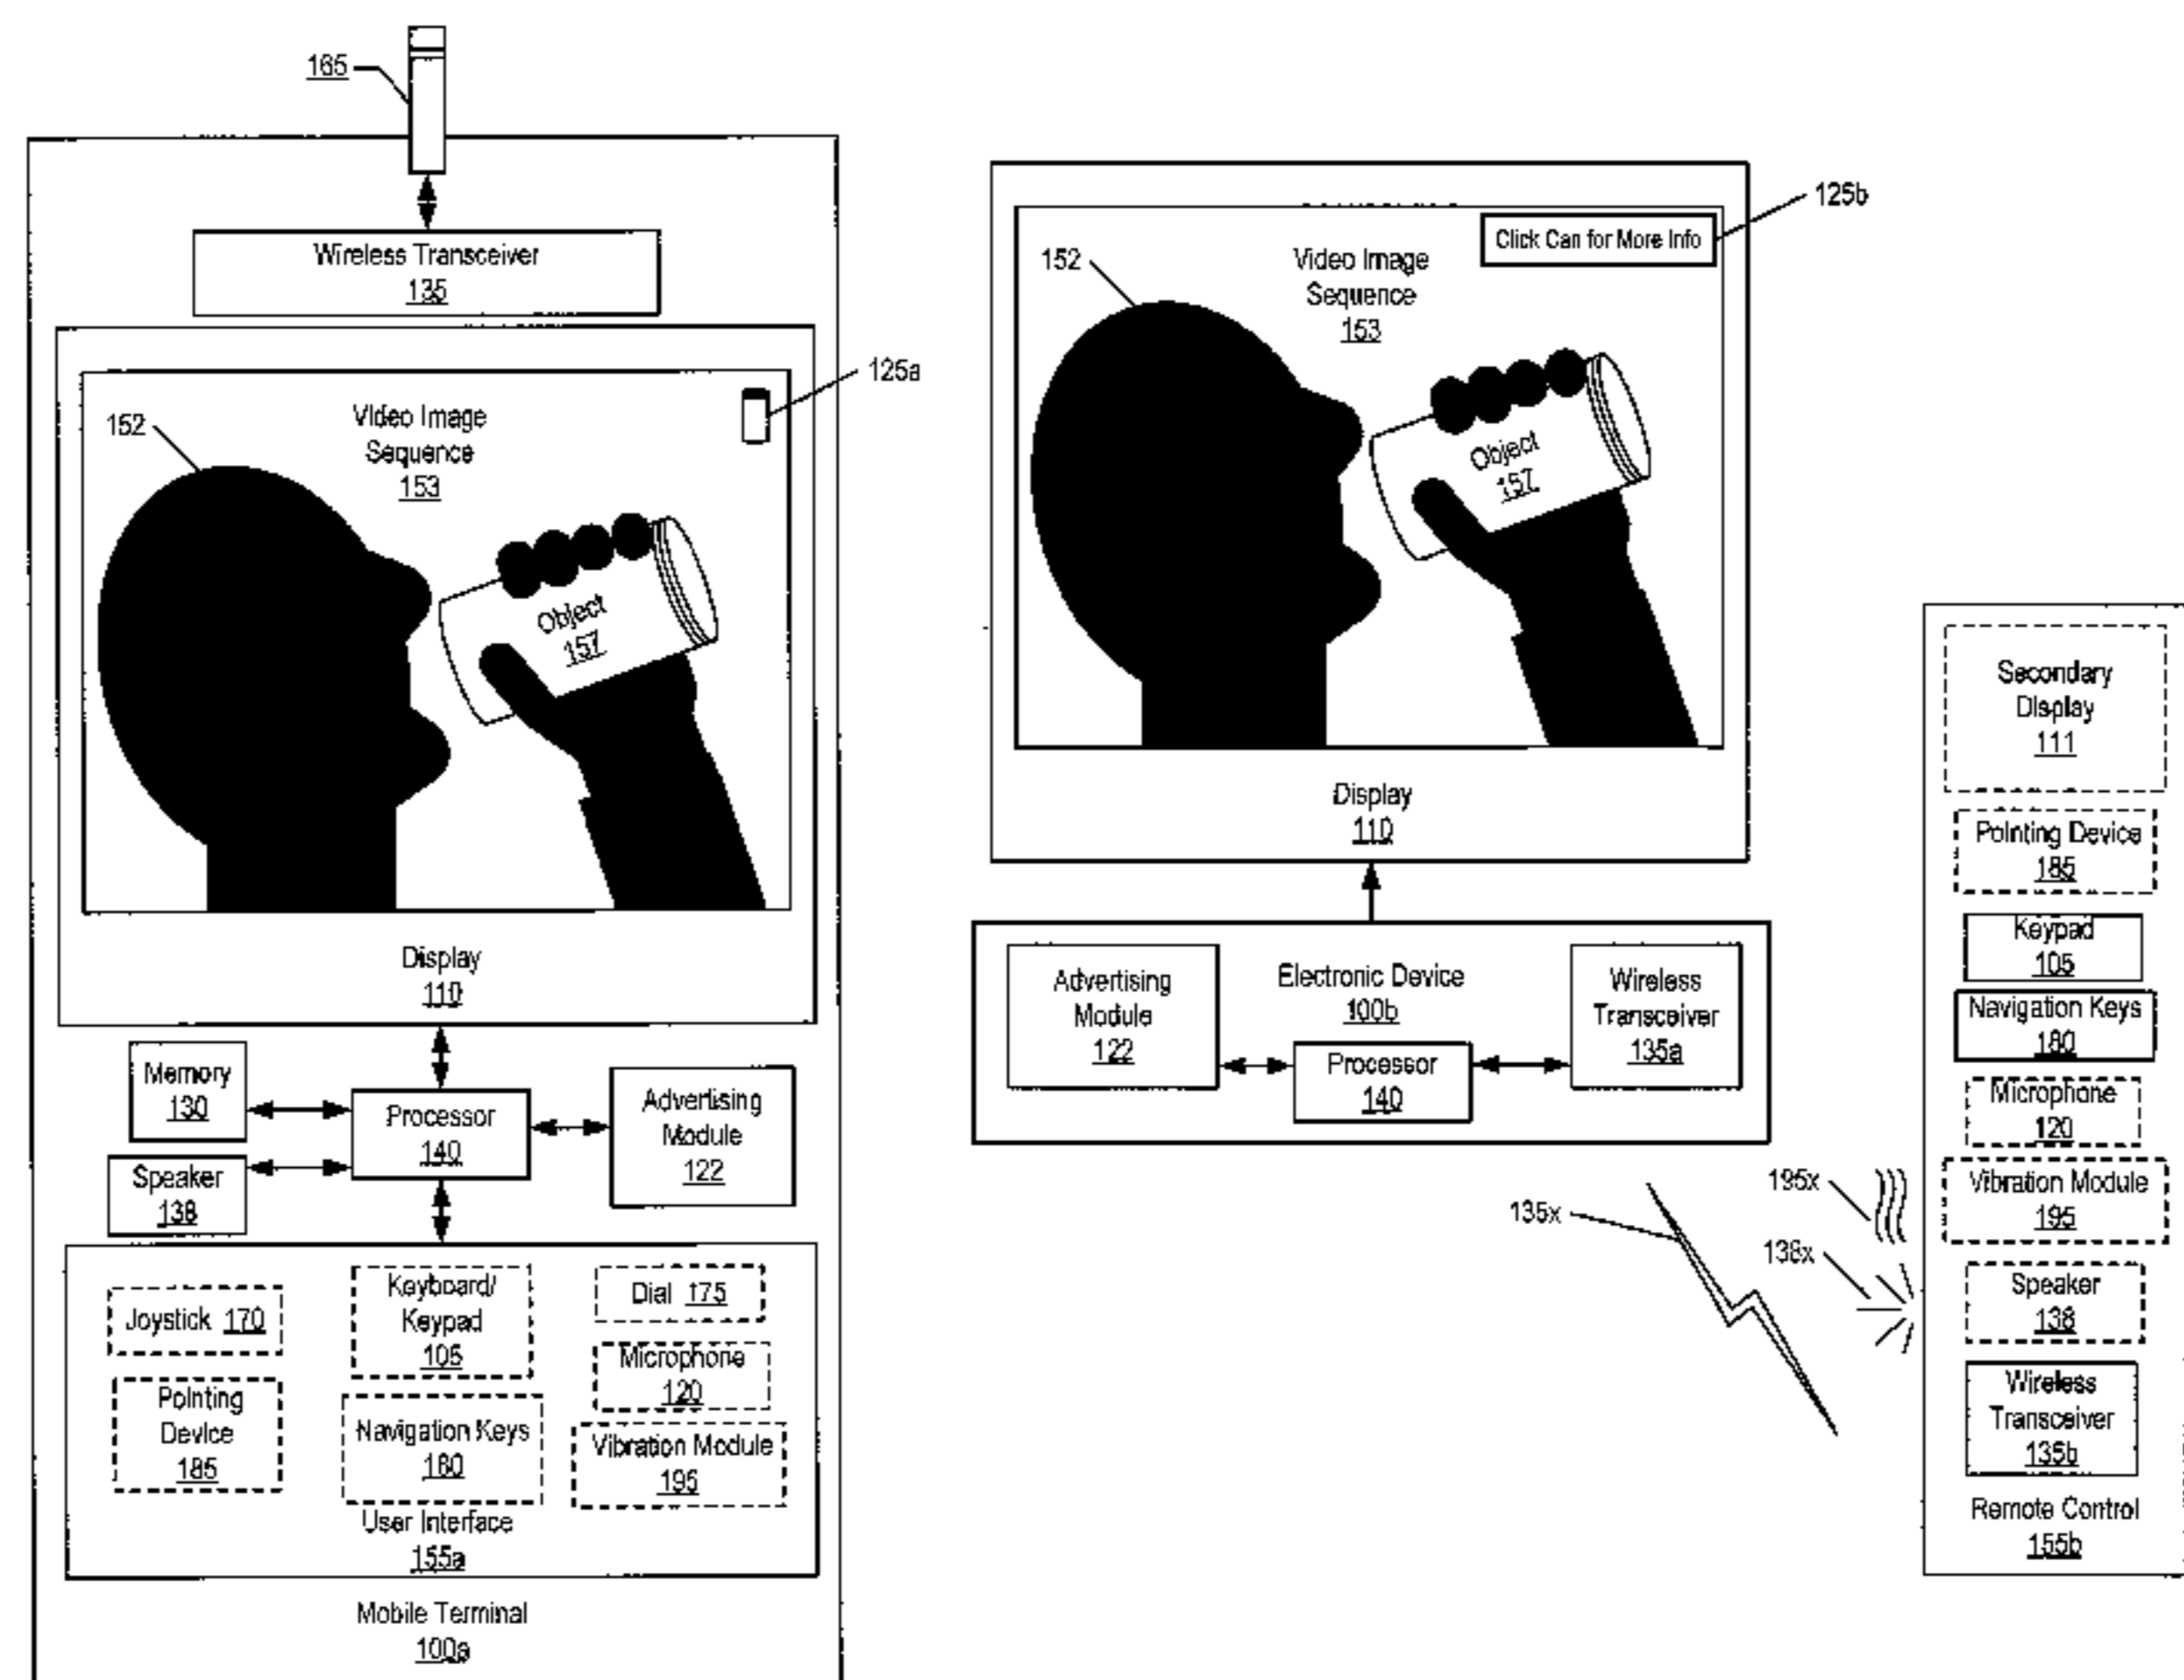 165
Wireless Transceiver
135
125a
152
Video Image
Sequence
153
Object
157
Display
110
Memory
130
Processor
140
Advertising
Module
122
Speaker
138
Joystick 170
Keyboard/
Keypad
105
Dial 175
Microphone
120
Pointing
Device
185
Navigation Keys
180
Vibration Module
195
User Interface
155a
Mobile Terminal
100a
125b
Click Can for More Info
152
Video Image
Sequence
153
Object
157
Display
110
Advertising
Module
122
Electronic Device
100b
Processor
140
Wireless
Transceiver
135a
135x
195x
138x
Secondary
Display
111
Pointing Device
185
Keypad
105
Navigation Keys
180
Microphone
120
Vibration Module
195
Speaker
138
Wireless
Transceiver
135b
Remote Control
155b